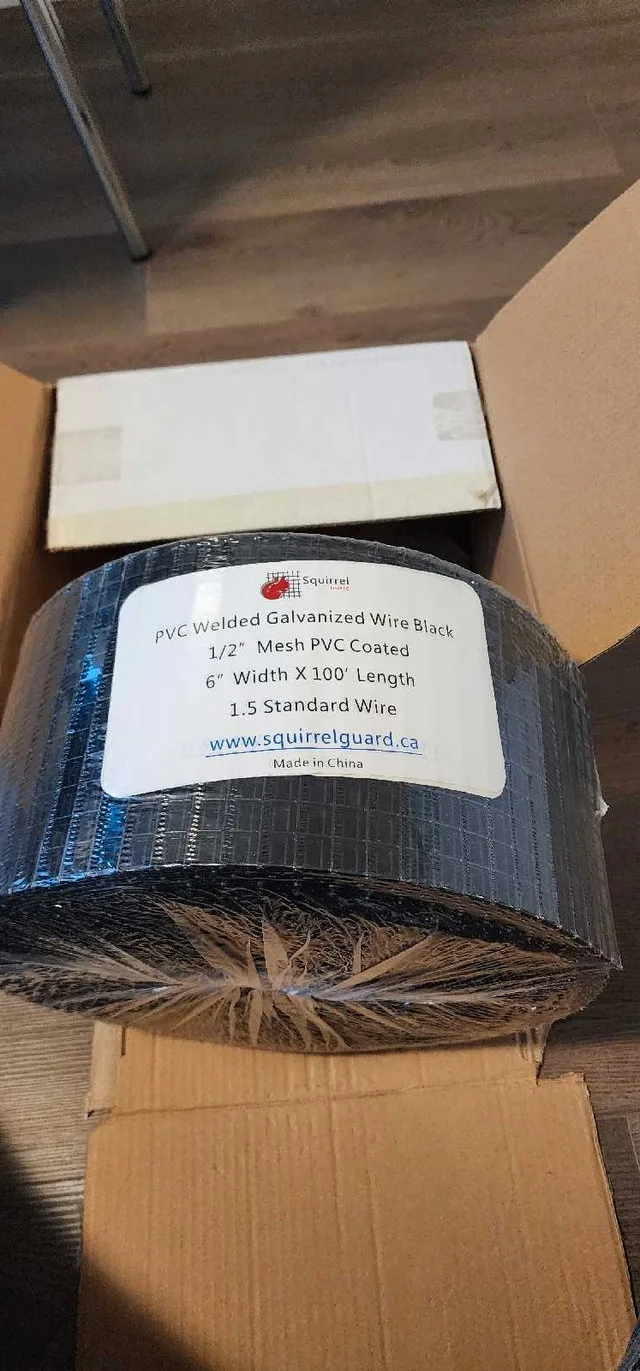 Squirrel
GUARD
PVC Welded Galvanized Wire Black
1/2" Mesh PVC Coated
6" Width X 100' Length
1.5 Standard Wire
www.squirrelguard.ca
Made in China